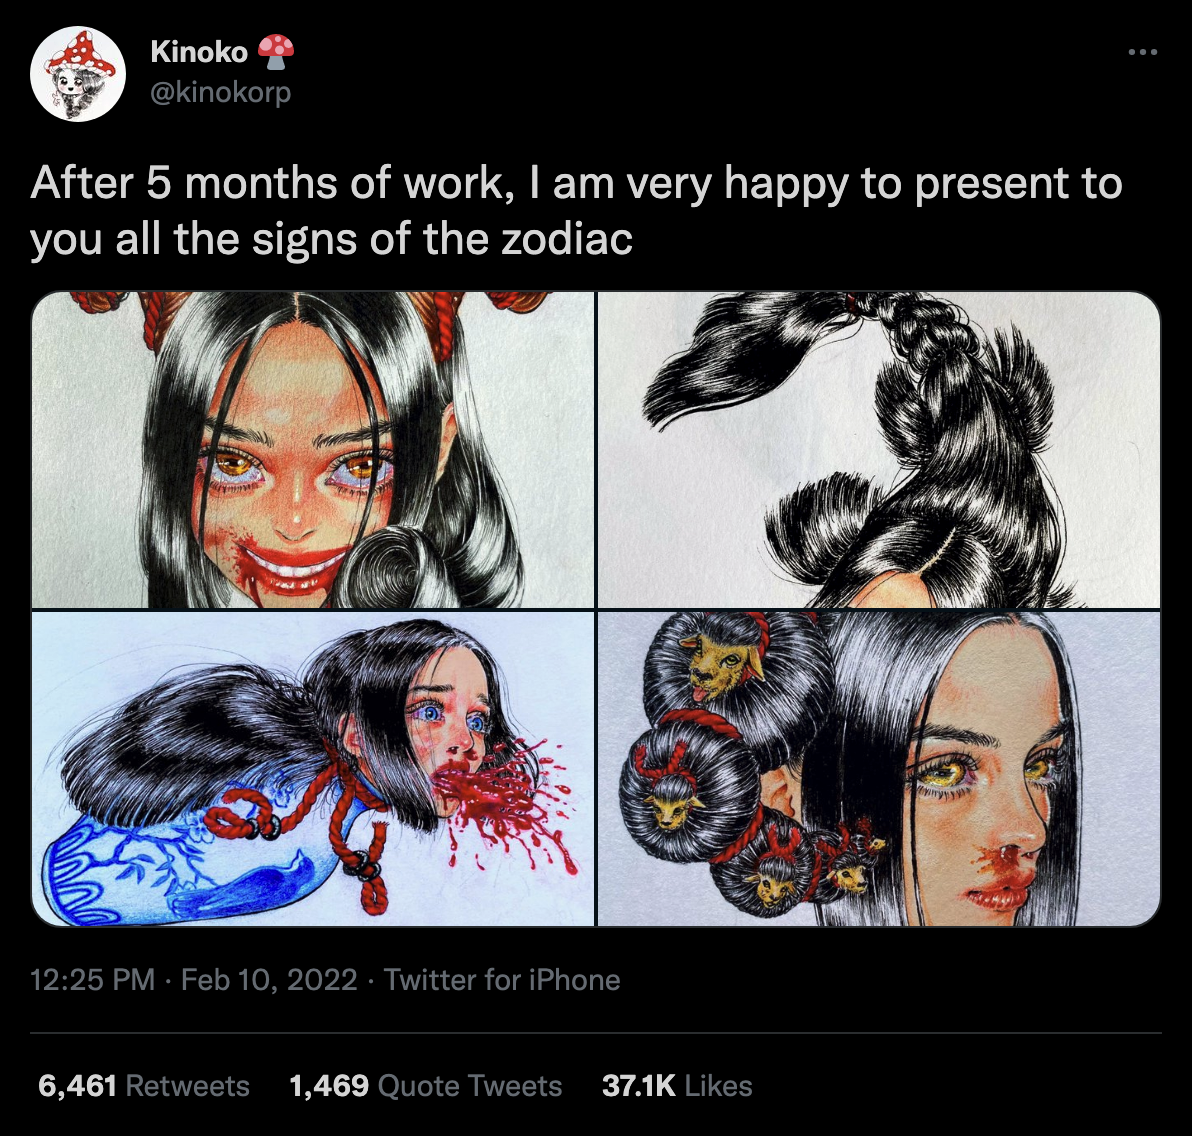 Kinoko 🍄
@kinokorp
After 5 months of work, I am very happy to present to
you all the signs of the zodiac
12:25 PM · Feb 10, 2022 · Twitter for iPhone
6,461 Retweets 1,469 Quote Tweets 37.1K Likes